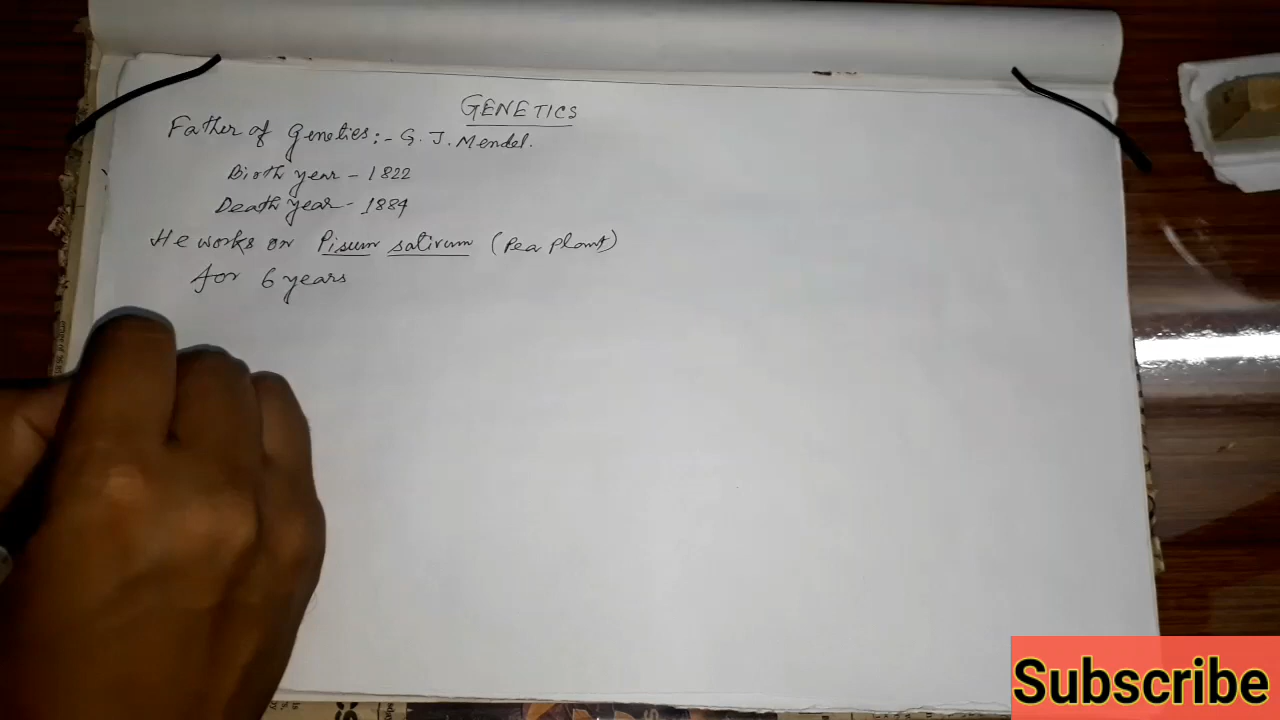 GENETICS
Father of Genetics:- G. J. Mendel.
Birth year - 1822
Death year - 1884
He works on Pisum sativum (Pea plant)
for 6 years
Subscribe